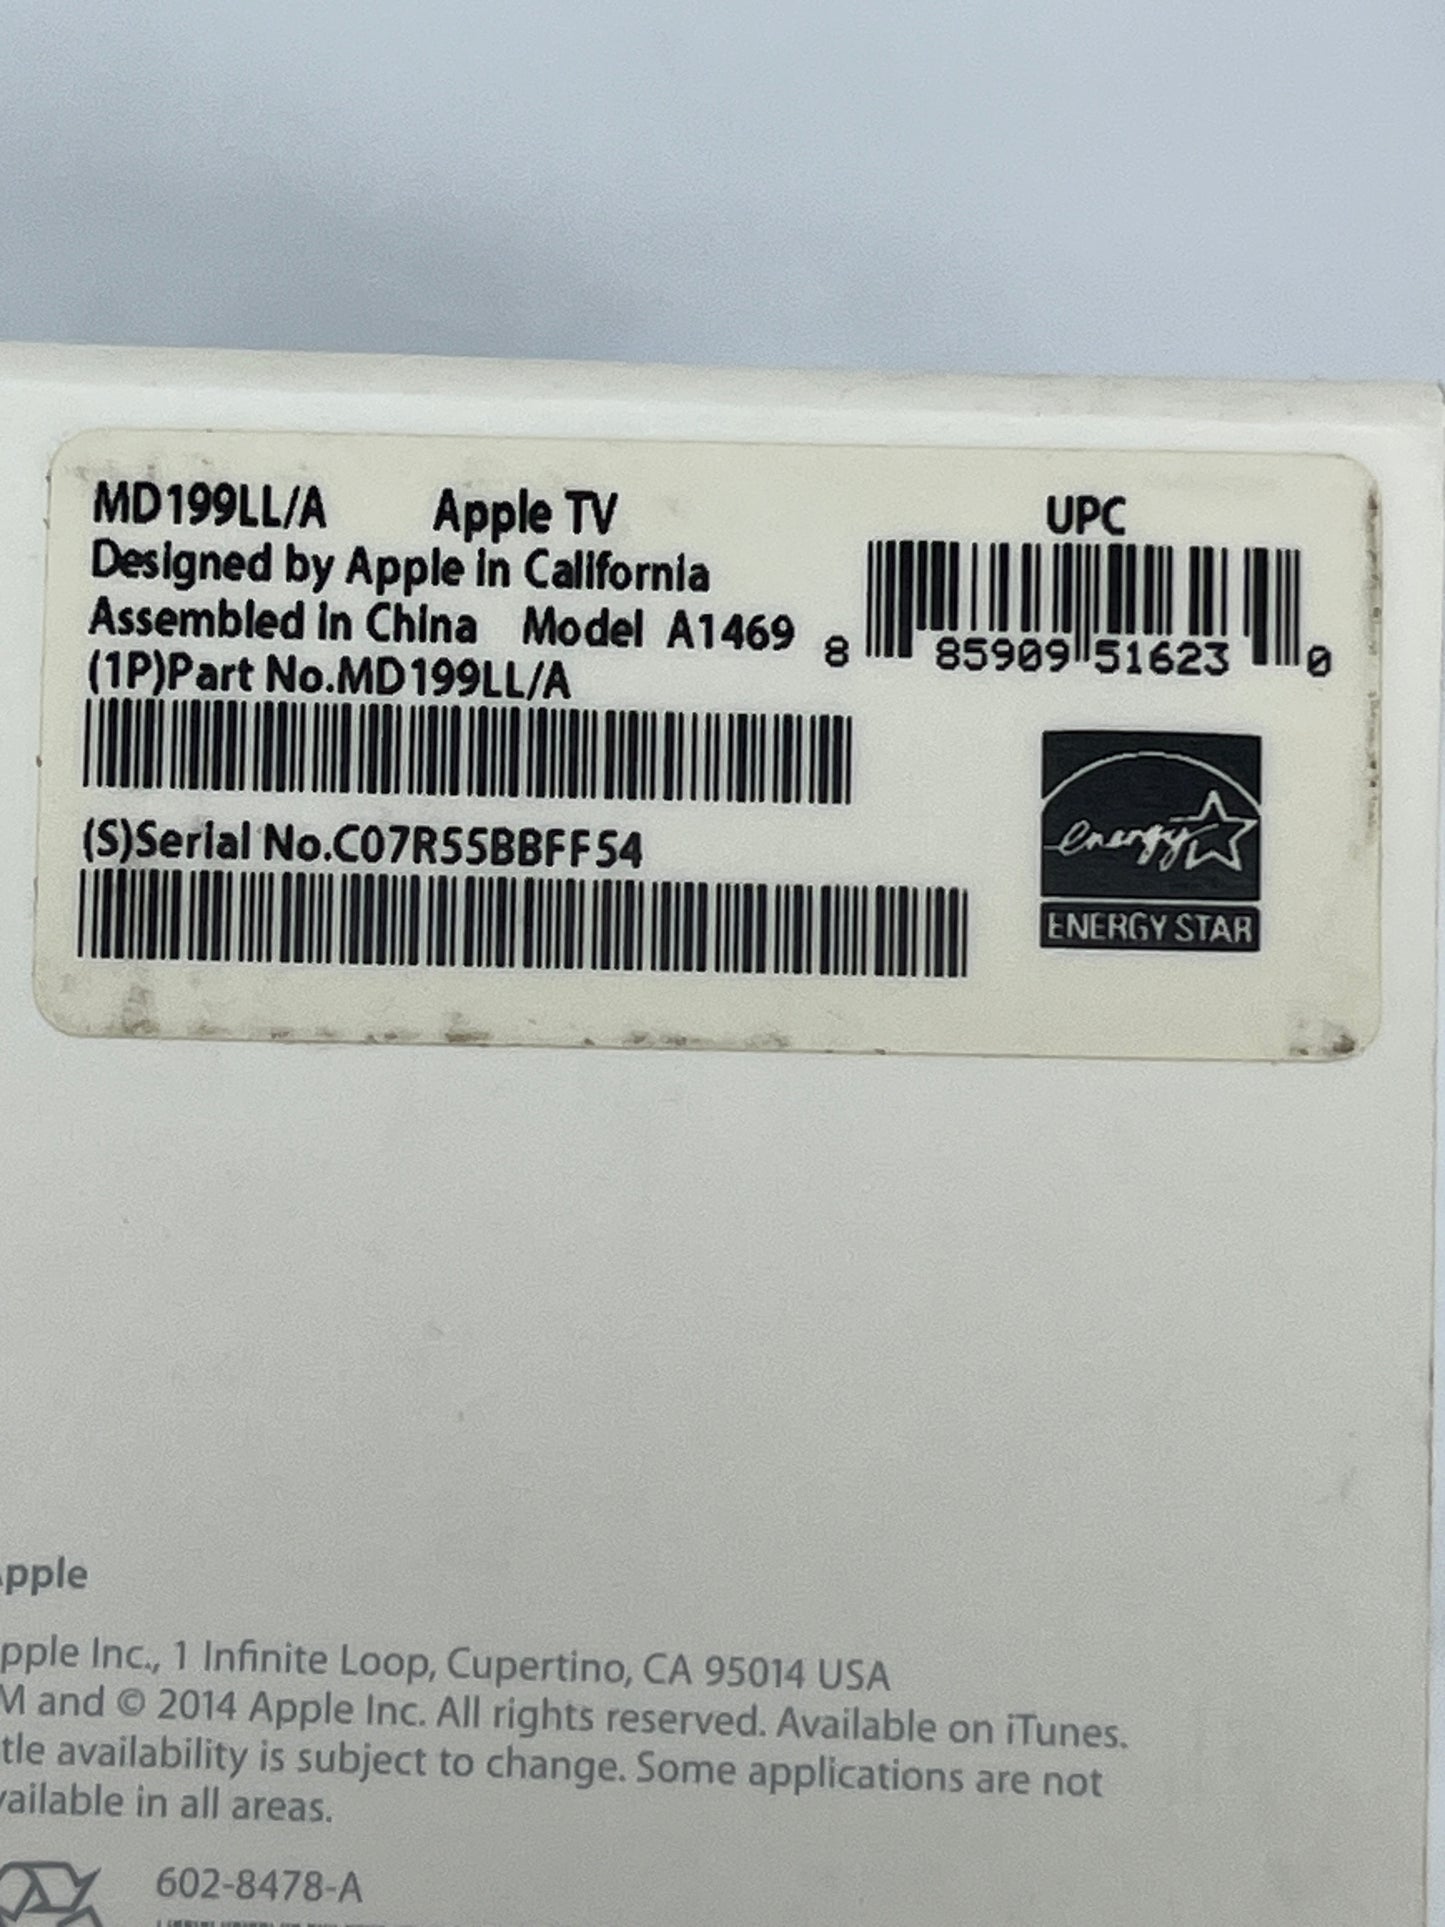 MD199LL/A Apple TV
Designed by Apple in California
Assembled in China Model A1469
(1P)Part No.MD199LL/A
(S)Serial No.C07R55BBFF54
UPC
8 85909 51623 0
energy
ENERGY STAR
pple
pple Inc., 1 Infinite Loop, Cupertino, CA 95014 USA
M and © 2014 Apple Inc. All rights reserved. Available on iTunes.
tle availability is subject to change. Some applications are not
vailable in all areas.
602-8478-A